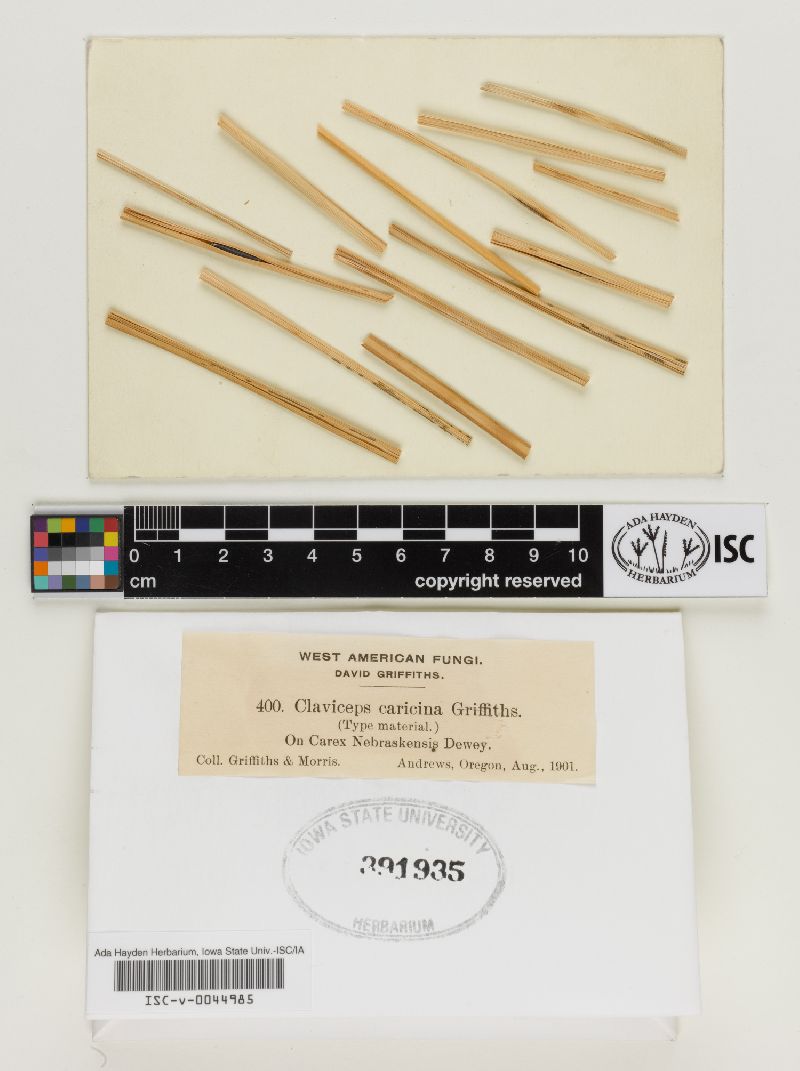 0 1 2 3 4 5 6 7 8 9 10
cm
copyright reserved
ADA HAYDEN
HERBARIUM
ISC
WEST AMERICAN FUNGI.
DAVID GRIFFITHS.
400. Claviceps caricina Griffiths.
(Type material.)
On Carex Nebraskensis Dewey.
Coll. Griffiths & Morris. Andrews, Oregon, Aug., 1901.
IOWA STATE UNIVERSITY
391935
HERBARIUM
Ada Hayden Herbarium, Iowa State Univ.-ISC/IA
ISC-v-0044985